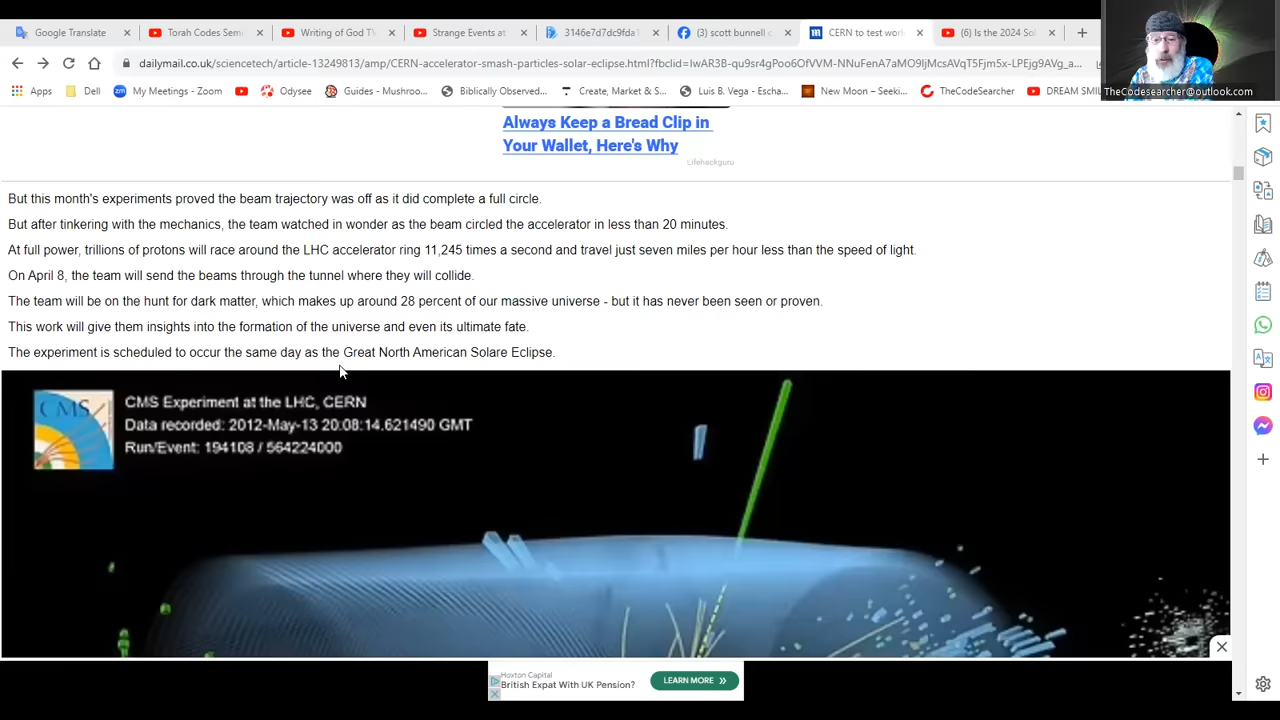 Google Translate
Torah Codes Sem
Writing of God TV
Strange Events at
3146e7d7dc9fda1
(3) scott bunnell c
CERN to test worl
(6) Is the 2024 So
dailymail.co.uk/sciencetech/article-13249813/amp/CERN-accelerator-smash-particles-solar-eclipse.html?fbclid=IwAR3B-qu9sr4gPoo6OfVVM-NNuFenA7aMO9IjMcsAVqT5Fjm5x-LPEjg9AVg_a...
TheCodesearcher@outlook.com
Apps
Dell
My Meetings - Zoom
Odysee
Guides - Mushroo...
Biblically Observed...
Create, Market & S...
Luis B. Vega - Escha...
New Moon – Seeki...
TheCodesearcher
DREAM SMIL
Always Keep a Bread Clip in
Your Wallet, Here's Why
Lifehackguru
But this month's experiments proved the beam trajectory was off as it did complete a full circle.
But after tinkering with the mechanics, the team watched in wonder as the beam circled the accelerator in less than 20 minutes.
At full power, trillions of protons will race around the LHC accelerator ring 11,245 times a second and travel just seven miles per hour less than the speed of light.
On April 8, the team will send the beams through the tunnel where they will collide.
The team will be on the hunt for dark matter, which makes up around 28 percent of our massive universe - but it has never been seen or proven.
This work will give them insights into the formation of the universe and even its ultimate fate.
The experiment is scheduled to occur the same day as the Great North American Solare Eclipse.
CMS
CMS Experiment at the LHC, CERN
Data recorded: 2012-May-13 20:08:14.621490 GMT
Run/Event: 194108 / 564224000
Hoxton Capital
British Expat With UK Pension?
LEARN MORE